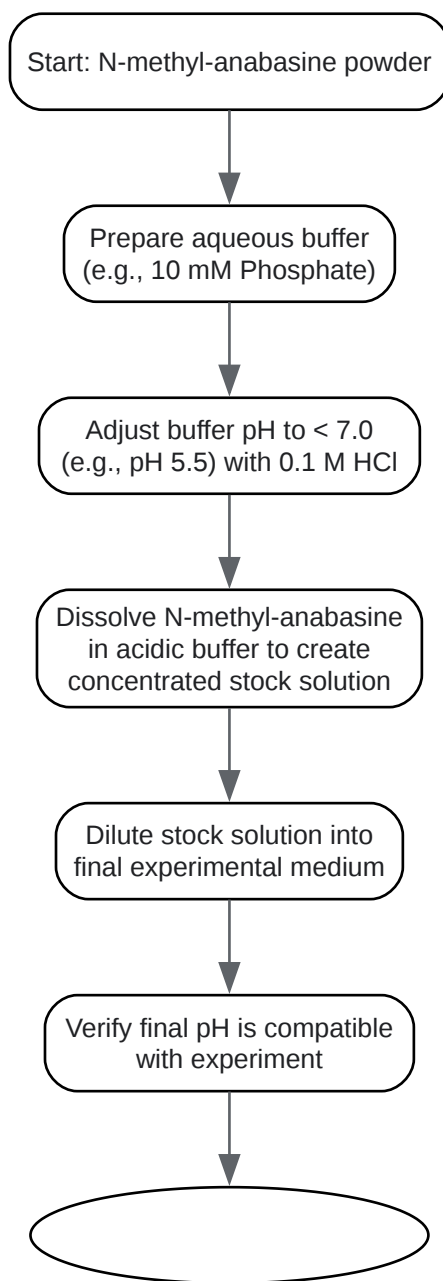 Start: N-methyl-anabasine powder
Prepare aqueous buffer
(e.g., 10 mM Phosphate)
Adjust buffer pH to < 7.0
(e.g., pH 5.5) with 0.1 M HCl
Dissolve N-methyl-anabasine
in acidic buffer to create
concentrated stock solution
Dilute stock solution into
final experimental medium
Verify final pH is compatible
with experiment